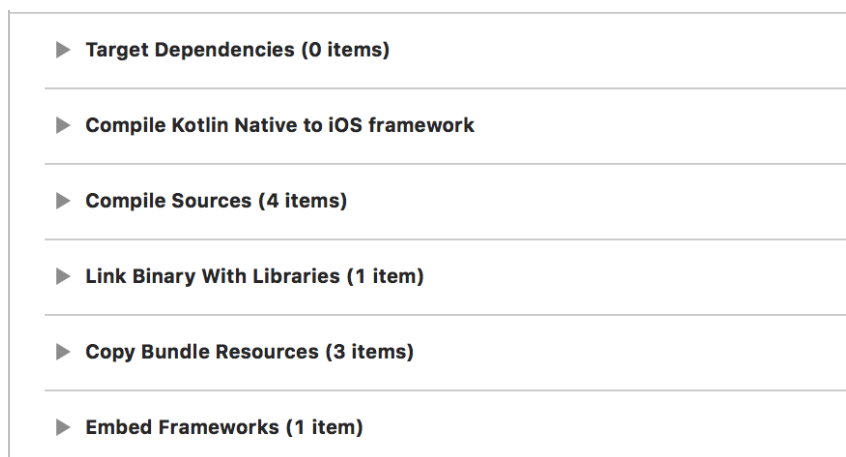 Target Dependencies (0 items)
Compile Kotlin Native to iOS framework
Compile Sources (4 items)
Link Binary With Libraries (1 item)
Copy Bundle Resources (3 items)
Embed Frameworks (1 item)